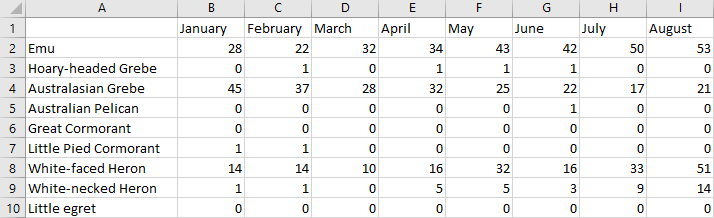 A B C D E F G H I
1 January February March April May June July August
2 Emu 28 22 32 34 43 42 50 53
3 Hoary-headed Grebe 0 1 0 1 1 1 0 0
4 Australasian Grebe 45 37 28 32 25 22 17 21
5 Australian Pelican 0 0 0 0 0 1 0 0
6 Great Cormorant 0 0 0 0 0 0 0 0
7 Little Pied Cormorant 1 1 0 0 0 0 0 0
8 White-faced Heron 14 14 10 16 32 16 33 51
9 White-necked Heron 1 1 0 5 5 3 9 14
10 Little egret 0 0 0 0 0 0 0 0